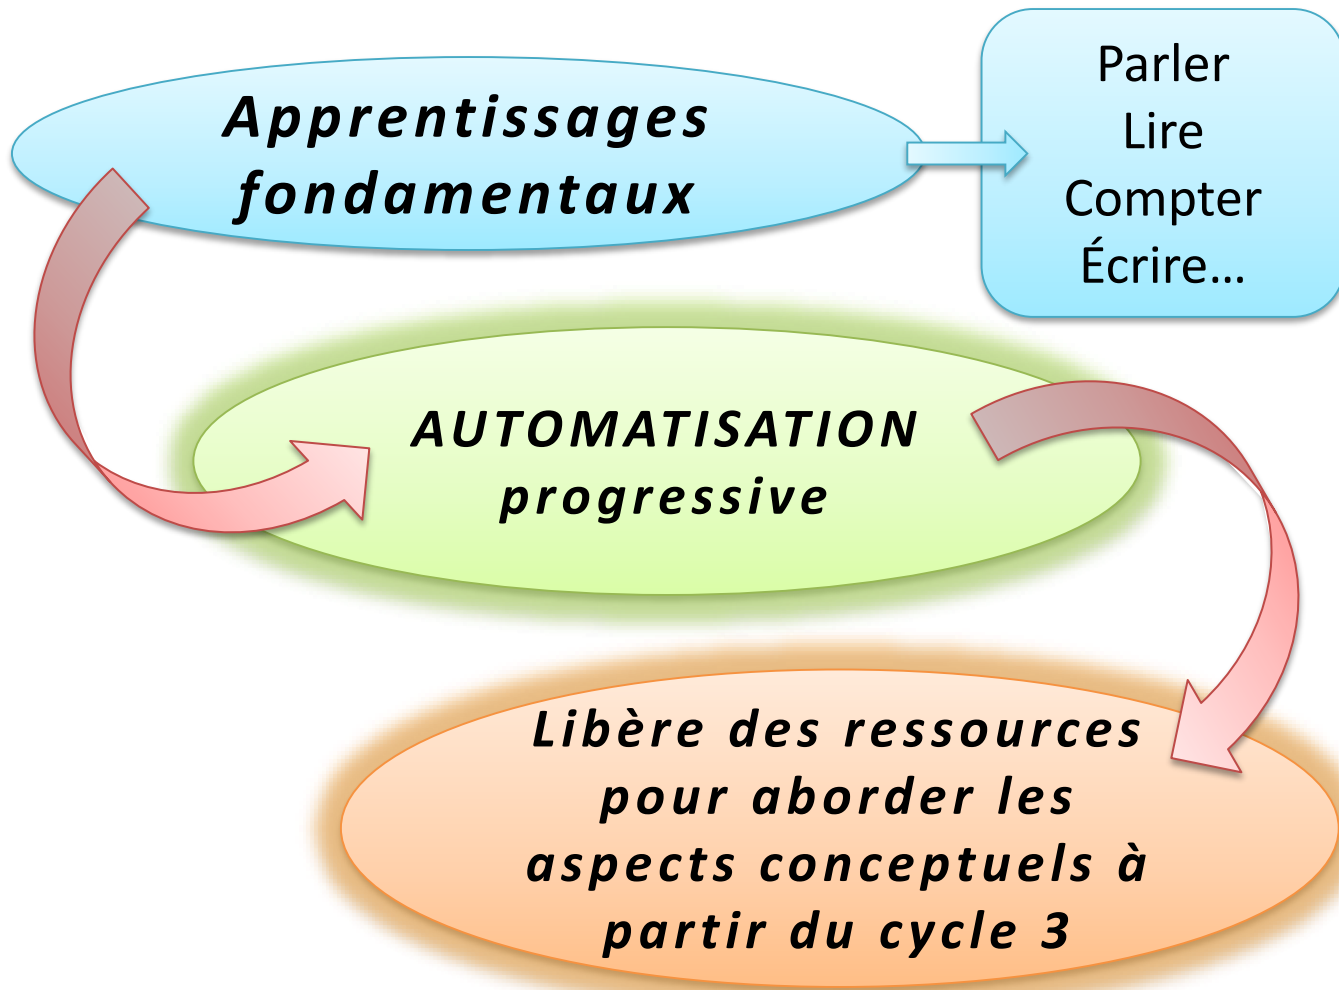 Apprentissages
fondamentaux
Parler
Lire
Compter
Écrire…
AUTOMATISATION
progressive
Libère des ressources
pour aborder les
aspects conceptuels à
partir du cycle 3